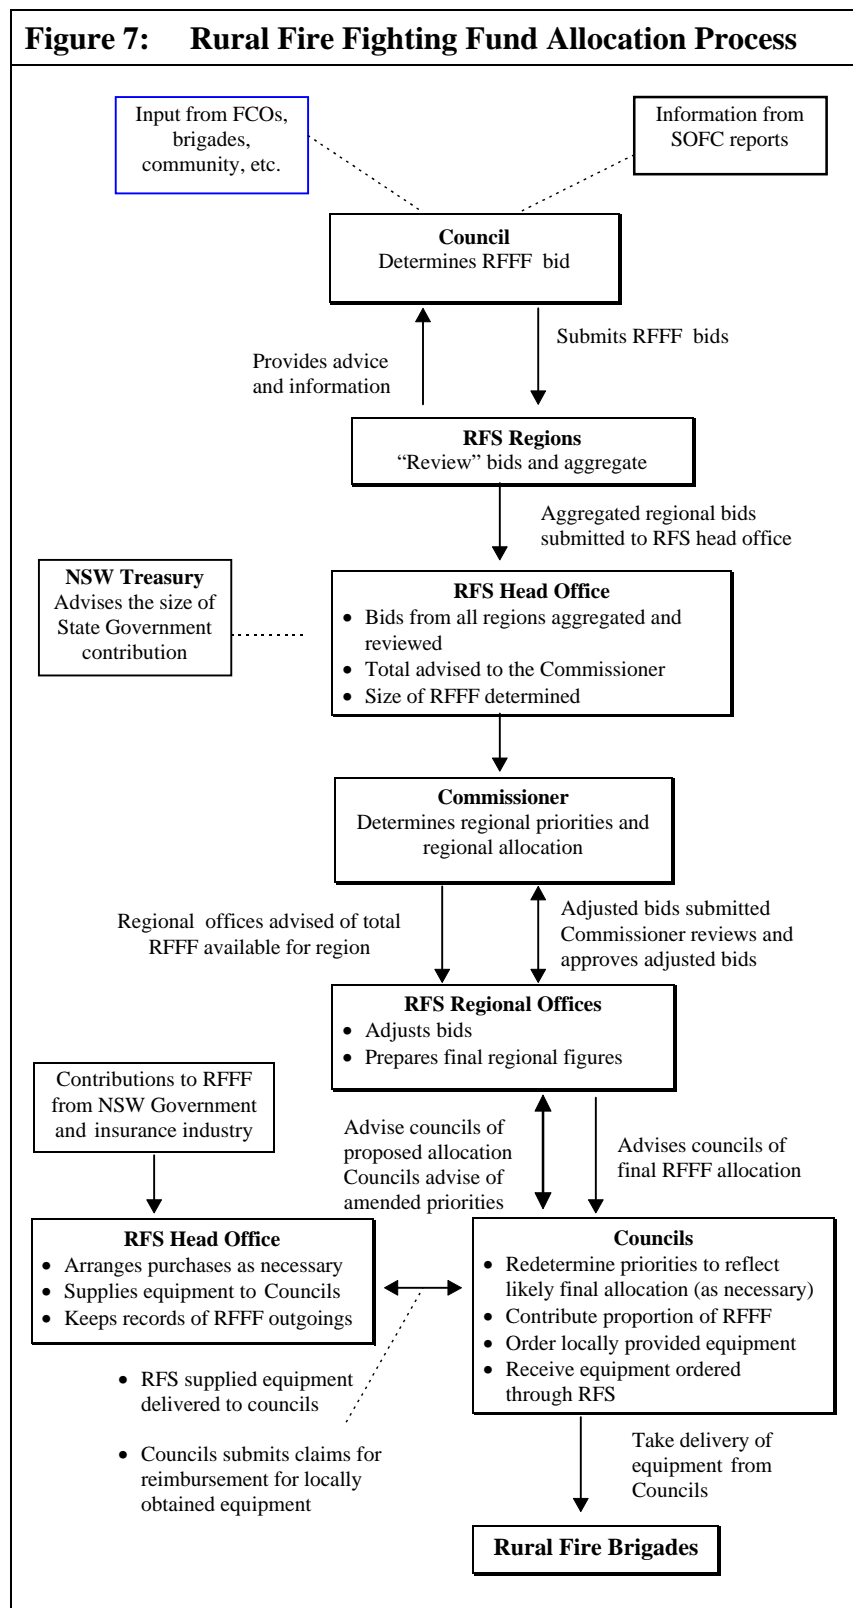 Figure 7: Rural Fire Fighting Fund Allocation Process
Input from FCOs,
brigades,
community, etc.
Information from
SOFC reports
Council
Determines RFFF bid
Provides advice
and information
Submits RFFF bids
RFS Regions
“Review” bids and aggregate
Aggregated regional bids
submitted to RFS head office
NSW Treasury
Advises the size of
State Government
contribution
RFS Head Office
• Bids from all regions aggregated and
reviewed
• Total advised to the Commissioner
• Size of RFFF determined
Commissioner
Determines regional priorities and
regional allocation
Regional offices advised of total
RFFF available for region
Adjusted bids submitted
Commissioner reviews and
approves adjusted bids
RFS Regional Offices
• Adjusts bids
• Prepares final regional figures
Contributions to RFFF
from NSW Government
and insurance industry
Advise councils of
proposed allocation
Councils advise of
amended priorities
Advises councils of
final RFFF allocation
RFS Head Office
• Arranges purchases as necessary
• Supplies equipment to Councils
• Keeps records of RFFF outgoings
Councils
• Redetermine priorities to reflect
likely final allocation (as necessary)
• Contribute proportion of RFFF
• Order locally provided equipment
• Receive equipment ordered
through RFS
• RFS supplied equipment
delivered to councils
• Councils submits claims for
reimbursement for locally
obtained equipment
Take delivery of
equipment from
Councils
Rural Fire Brigades